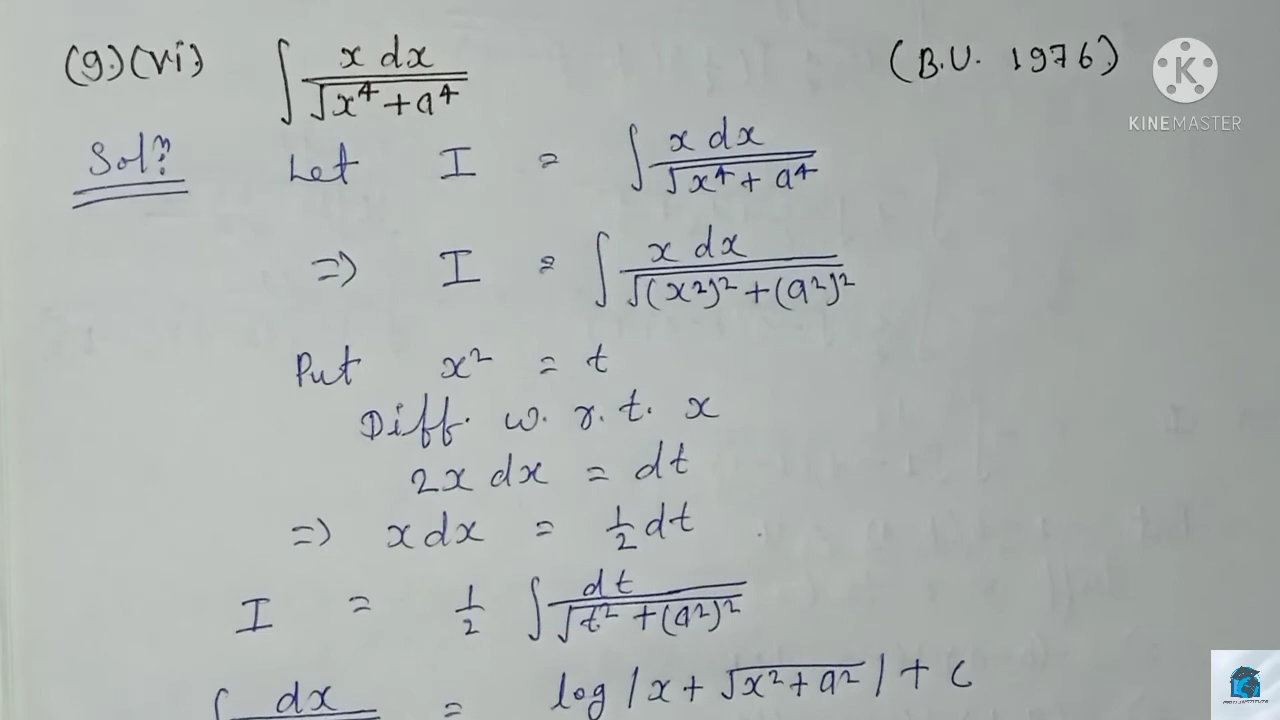 (g.)(vi) ∫ x dx / √x⁴+a⁴ (B.U. 1976)
KINEMASTER
Solⁿ: Let I = ∫ x dx / √x⁴ + a⁴
=> I = ∫ x dx / √(x²)² + (a²)²
Put x² = t
Diff. w. r. t. x
2x dx = dt
=> x dx = 1/2 dt
I = 1/2 ∫ dt / √t² + (a²)²
∫ dx = log |x + √x²+a²| + c